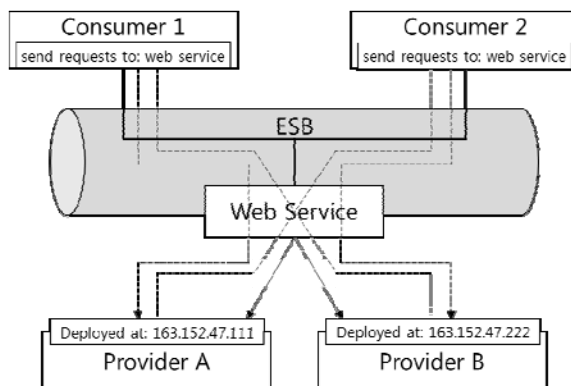 Consumer 1
send requests to: web service
Consumer 2
send requests to: web service
ESB
Web Service
Deployed at: 163.152.47.111
Provider A
Deployed at: 163.152.47.222
Provider B